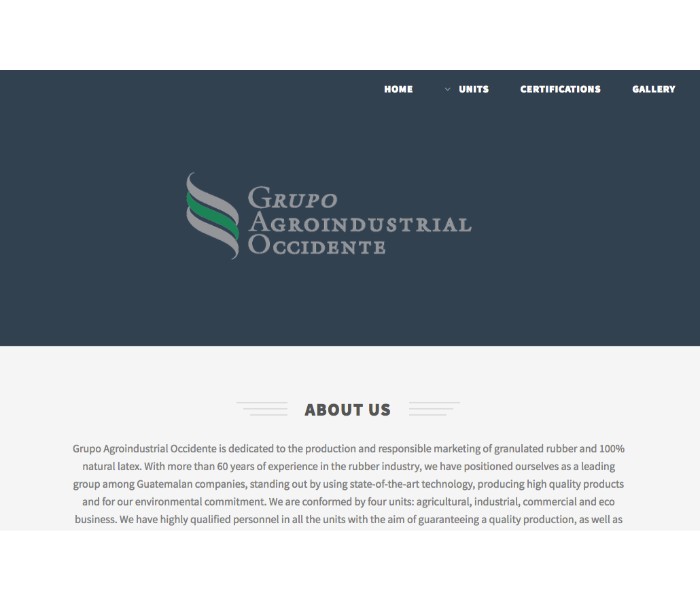 HOME UNITS CERTIFICATIONS GALLERY
GRUPO
AGROINDUSTRIAL
OCCIDENTE
ABOUT US
Grupo Agroindustrial Occidente is dedicated to the production and responsible marketing of granulated rubber and 100%
natural latex. With more than 60 years of experience in the rubber industry, we have positioned ourselves as a leading
group among Guatemalan companies, standing out by using state-of-the-art technology, producing high quality products
and for our environmental commitment. We are conformed by four units: agricultural, industrial, commercial and eco
business. We have highly qualified personnel in all the units with the aim of guaranteeing a quality production, as well as